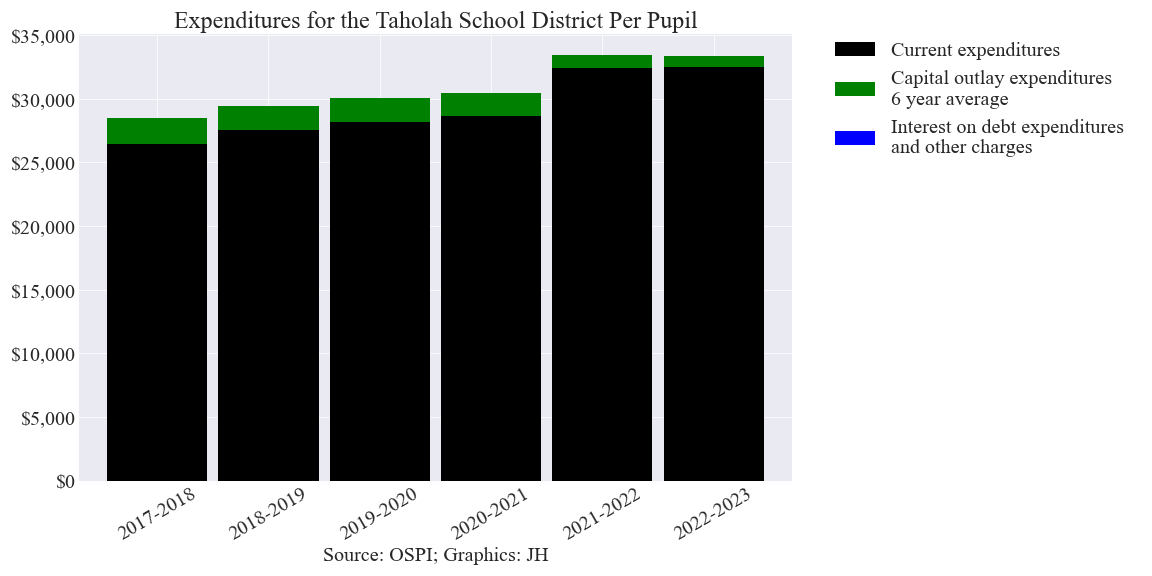 Expenditures for the Taholah School District Per Pupil
$35,000
$30,000
$25,000
$20,000
$15,000
$10,000
$5,000
$0
2017-2018
2018-2019
2019-2020
2020-2021
2021-2022
2022-2023
Source: OSPI; Graphics: JH
Current expenditures
Capital outlay expenditures
6 year average
Interest on debt expenditures
and other charges